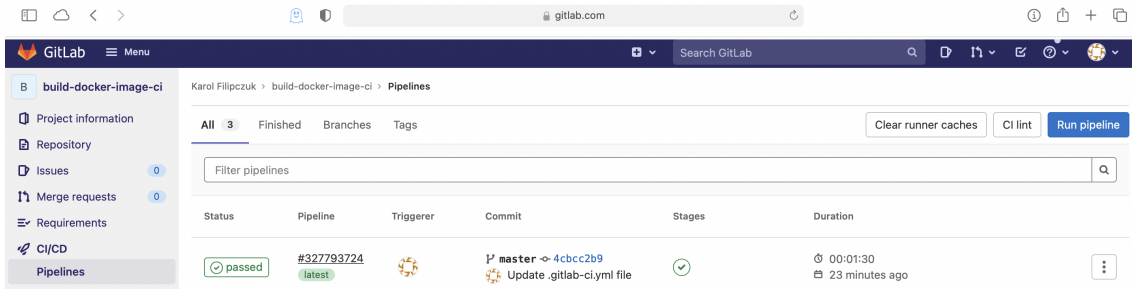 gitlab.com
GitLab Menu Search GitLab
B build-docker-image-ci
Karol Filipczuk > build-docker-image-ci > Pipelines
Project information
Repository
Issues 0
Merge requests 0
Requirements
CI/CD
Pipelines
All 3 Finished Branches Tags Clear runner caches CI lint Run pipeline
Filter pipelines
Status Pipeline Triggerer Commit Stages Duration
passed #327793724 master 4cbcc2b9 00:01:30
latest Update .gitlab-ci.yml file 23 minutes ago